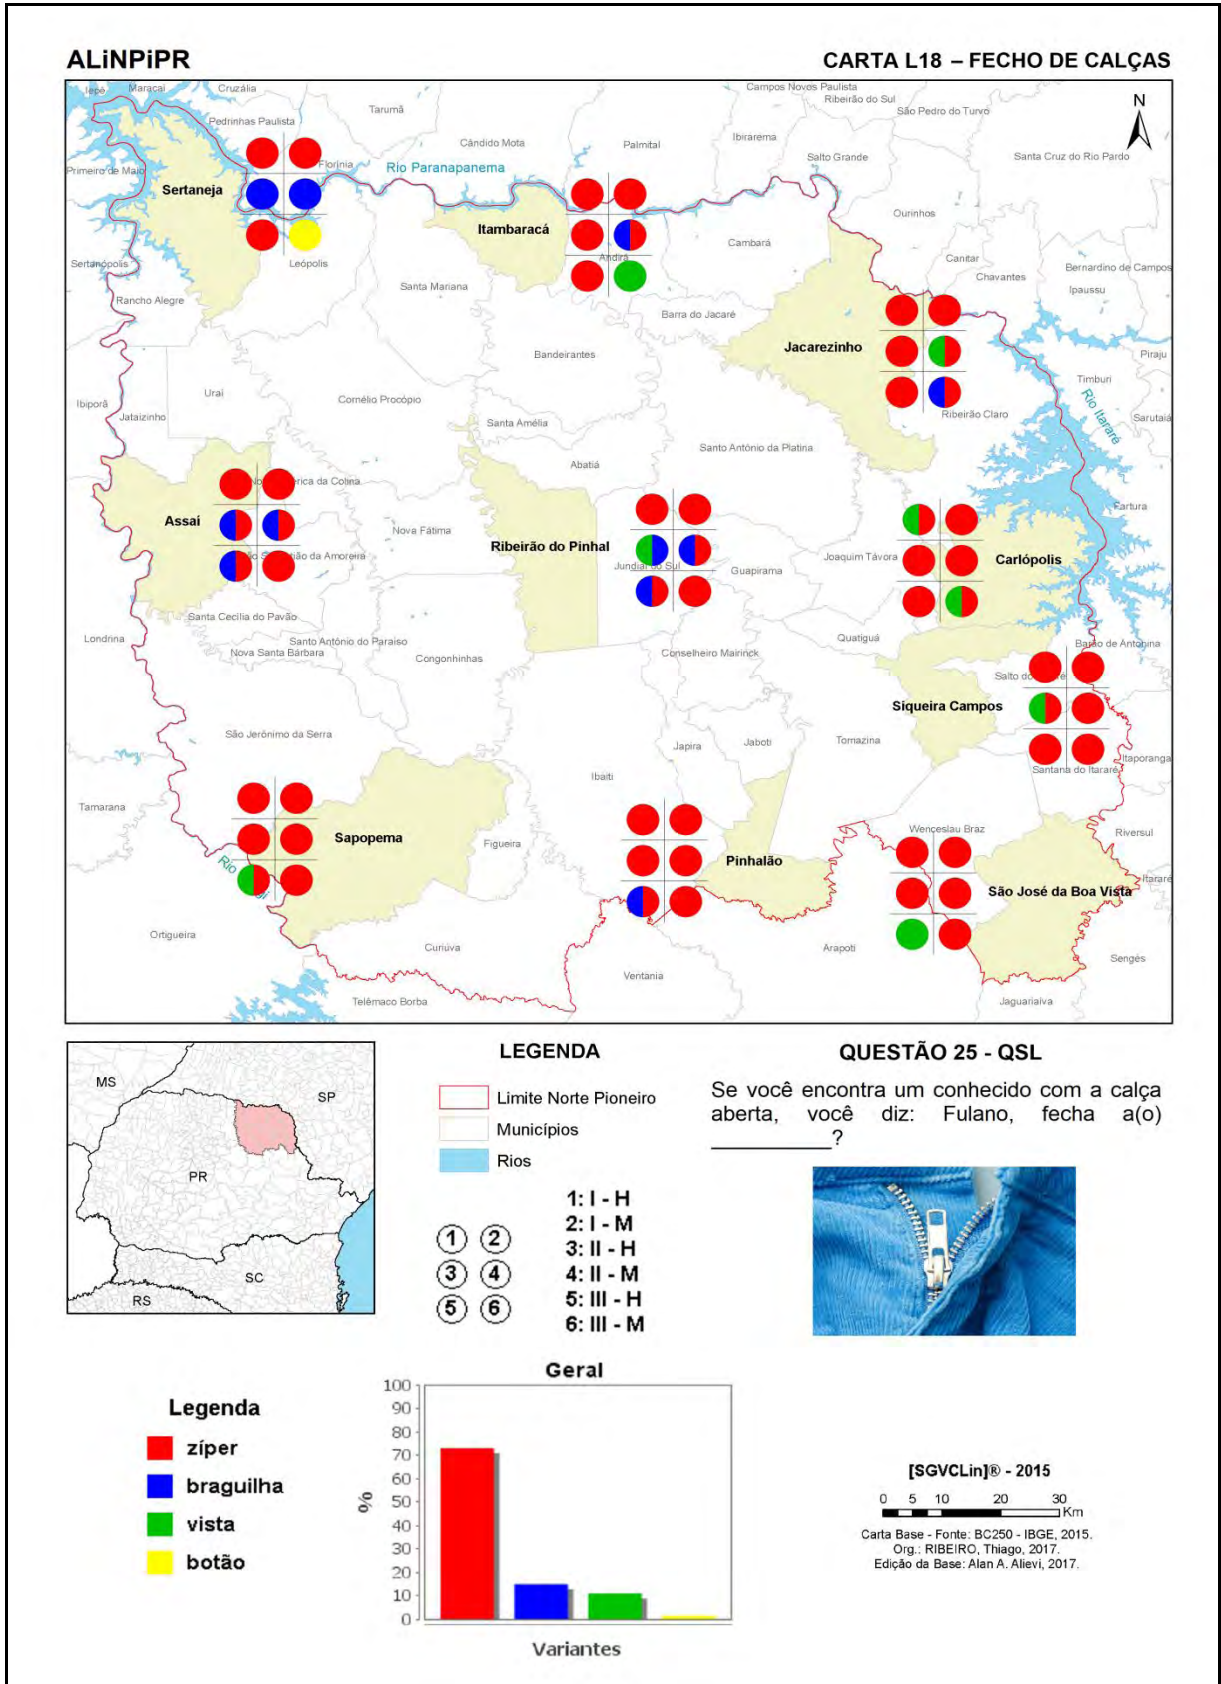 ALiNPiPR
CARTA L18 – FECHO DE CALÇAS
Iepé
Maracaí
Cruzália
Pedrinhas Paulista
Tarumã
Florínia
Cândido Mota
Palmital
Campos Novos Paulista
Ribeirão do Sul
São Pedro do Turvo
Ibirarema
Salto Grande
Santa Cruz do Rio Pardo
N
Primeiro de Maio
Sertaneja
Rio Paranapanema
Itambaracá
Andirá
Cambará
Ourinhos
Canitar
Chavantes
Bernardino de Campos
Ipaussu
Sertanópolis
Leópolis
Rancho Alegre
Santa Mariana
Barra do Jacaré
Jacarezinho
Bandeirantes
Piraju
Timburi
Rio Itararé
Sarutaiá
Ribeirão Claro
Ibiporã
Jataizinho
Uraí
Cornélio Procópio
Santa Amélia
Abatiá
Santo Antônio da Platina
Fartura
Assaí
Nova Fátima
Ribeirão do Pinhal
Jundiaí do Sul
Guapirama
Joaquim Távora
Carlópolis
Santa Cecília do Pavão
Santo Antônio do Paraíso
Nova Santa Bárbara
Londrina
Congonhinhas
Conselheiro Mairinck
Quatiguá
Barão de Antonina
Siqueira Campos
Santana do Itararé
Itaporanga
São Jerônimo da Serra
Japira
Jaboti
Tomazina
Ibaiti
Tamarana
Sapopema
Figueira
Pinhalão
Wenceslau Braz
Riversul
São José da Boa Vista
Itararé
Ortigueira
Curiúva
Ventania
Arapoti
Sengés
Telêmaco Borba
Jaguariaíva
MS
SP
PR
SC
RS
LEGENDA
Limite Norte Pioneiro
Municípios
Rios
1 2
3 4
5 6
1: I - H
2: I - M
3: II - H
4: II - M
5: III - H
6: III - M
QUESTÃO 25 - QSL
Se você encontra um conhecido com a calça
aberta, você diz: Fulano, fecha a(o)
___________?
Legenda
zíper
braguilha
vista
botão
Geral
100
90
80
70
60
50
40
30
20
10
0
%
Variantes
[SGVCLin]® - 2015
0 5 10 20 30
Km
Carta Base - Fonte: BC250 - IBGE, 2015.
Org.: RIBEIRO, Thiago, 2017.
Edição da Base: Alan A. Alievi, 2017.